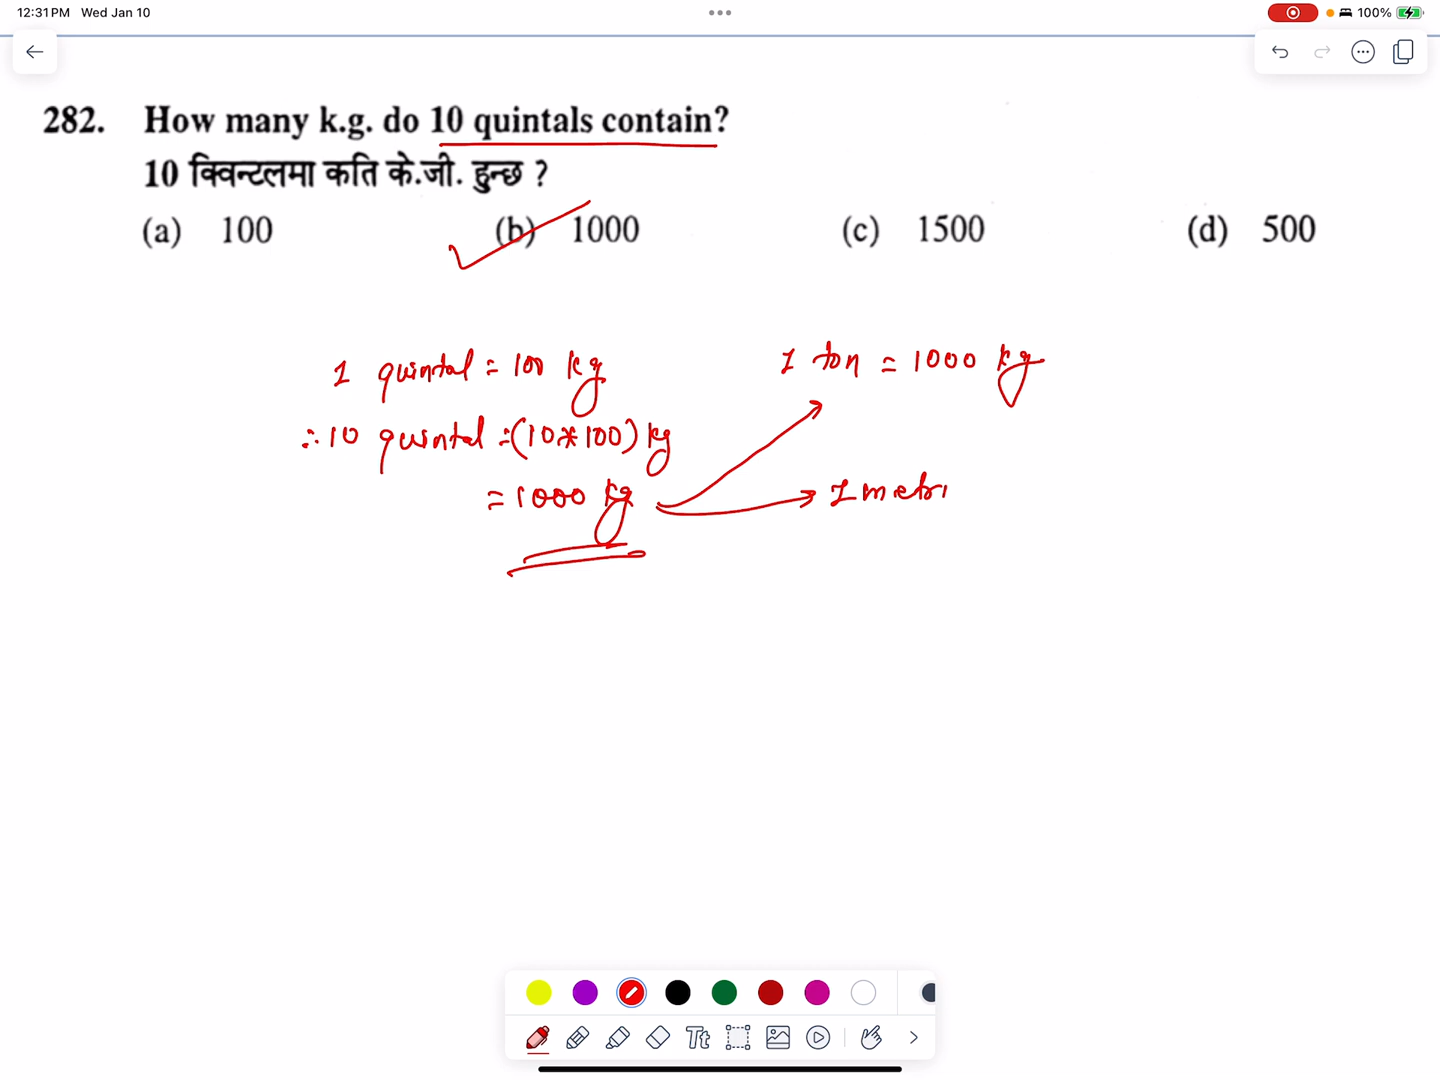 12:31 PM Wed Jan 10
100%
282. How many k.g. do 10 quintals contain?
10 क्विन्टलमा कति के.जी. हुन्छ ?
(a) 100 (b) 1000 (c) 1500 (d) 500
1 quintal = 100 kg
1 ton = 1000 kg
∴ 10 quintal = (10*100) kg
= 1000 kg
1 metri
Tt